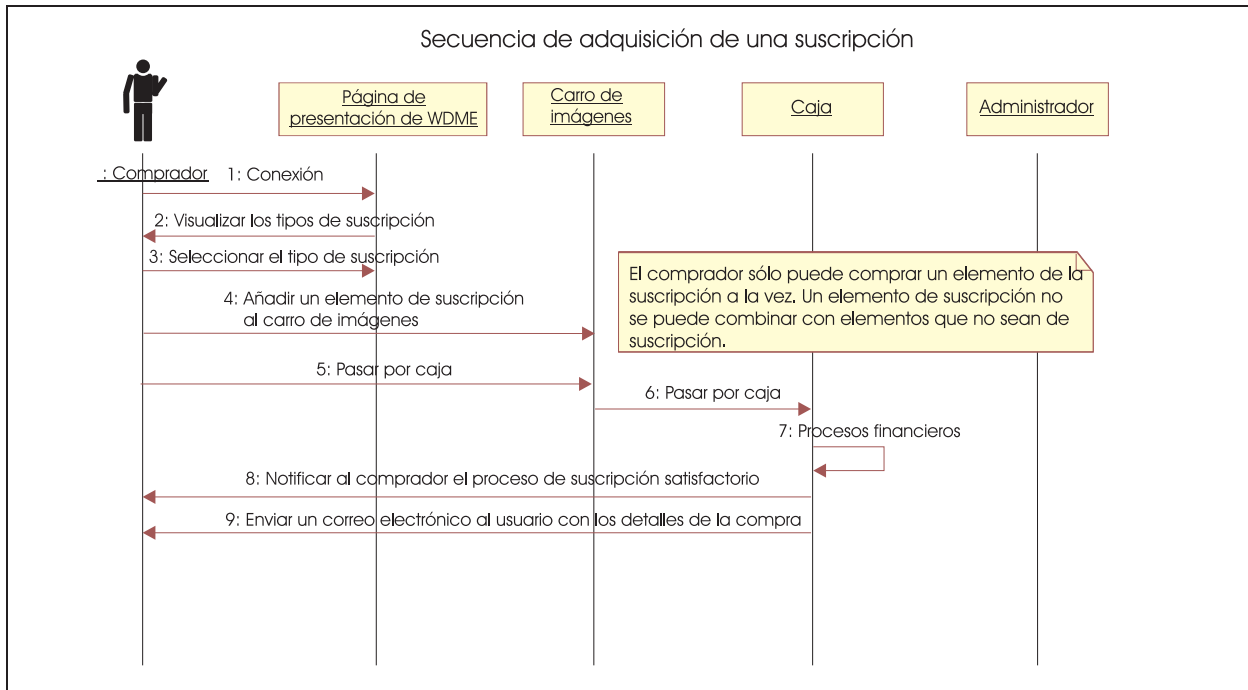 Secuencia de adquisición de una suscripción
Página de
presentación de WDME
Carro de
imágenes
Caja
Administrador
: Comprador
1: Conexión
2: Visualizar los tipos de suscripción
3: Seleccionar el tipo de suscripción
El comprador sólo puede comprar un elemento de la
suscripción a la vez. Un elemento de suscripción no
se puede combinar con elementos que no sean de
suscripción.
4: Añadir un elemento de suscripción
al carro de imágenes
5: Pasar por caja
6: Pasar por caja
7: Procesos financieros
8: Notificar al comprador el proceso de suscripción satisfactorio
9: Enviar un correo electrónico al usuario con los detalles de la compra